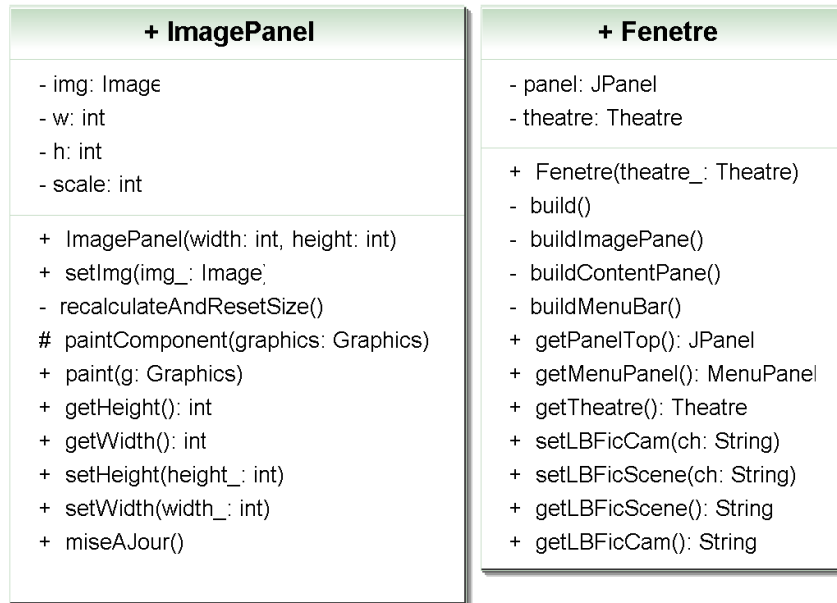 + ImagePanel
- img: Image
- w: int
- h: int
- scale: int
+ ImagePanel(width: int, height: int)
+ setImg(img_: Image)
- recalculateAndResetSize()
# paintComponent(graphics: Graphics)
+ paint(g: Graphics)
+ getHeight(): int
+ getWidth(): int
+ setHeight(height_: int)
+ setWidth(width_: int)
+ miseAJour()
+ Fenetre
- panel: JPanel
- theatre: Theatre
+ Fenetre(theatre_: Theatre)
- build()
- buildImagePane()
- buildContentPane()
- buildMenuBar()
+ getPanelTop(): JPanel
+ getMenuPanel(): MenuPanel
+ getTheatre(): Theatre
+ setLBFicCam(ch: String)
+ setLBFicScene(ch: String)
+ getLBFicScene(): String
+ getLBFicCam(): String